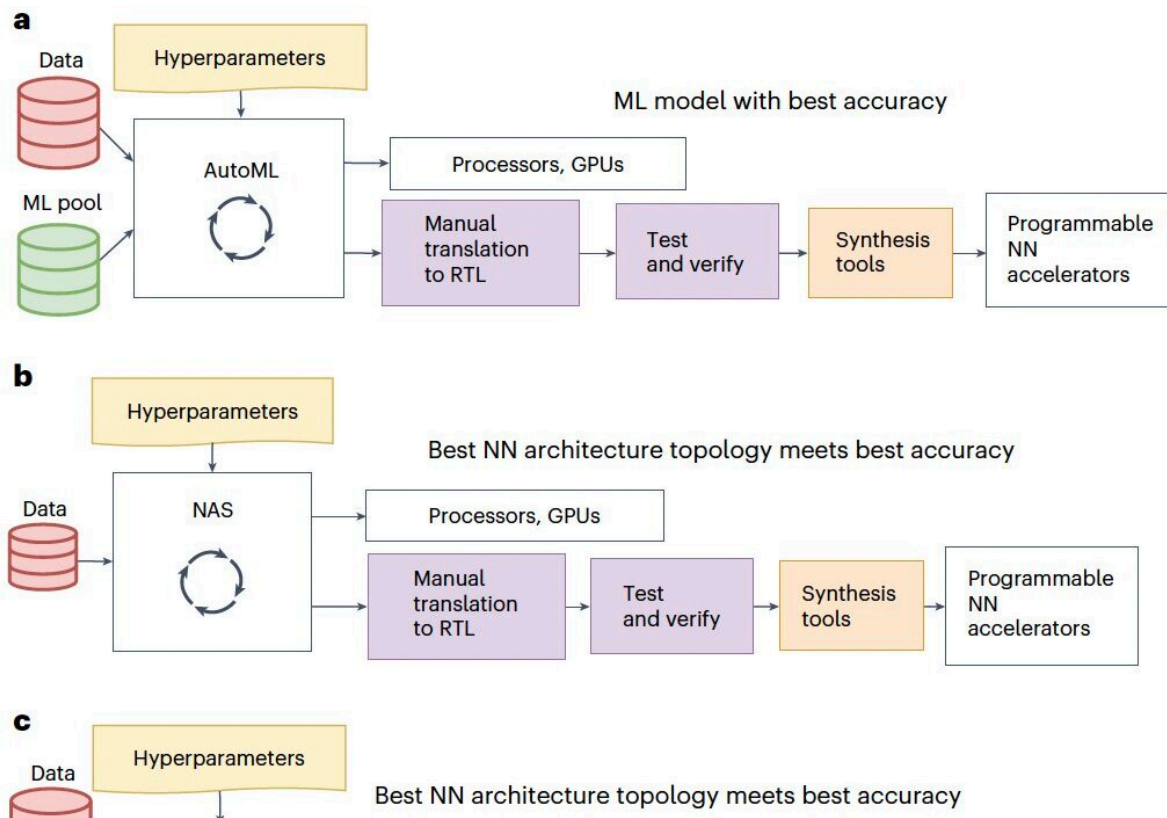 a
Data
Hyperparameters
ML model with best accuracy
ML pool
AutoML
Processors, GPUs
Manual
translation
to RTL
Test
and verify
Synthesis
tools
Programmable
NN
accelerators
b
Hyperparameters
Best NN architecture topology meets best accuracy
Data
NAS
Processors, GPUs
Manual
translation
to RTL
Test
and verify
Synthesis
tools
Programmable
NN
accelerators
c
Hyperparameters
Data
Best NN architecture topology meets best accuracy